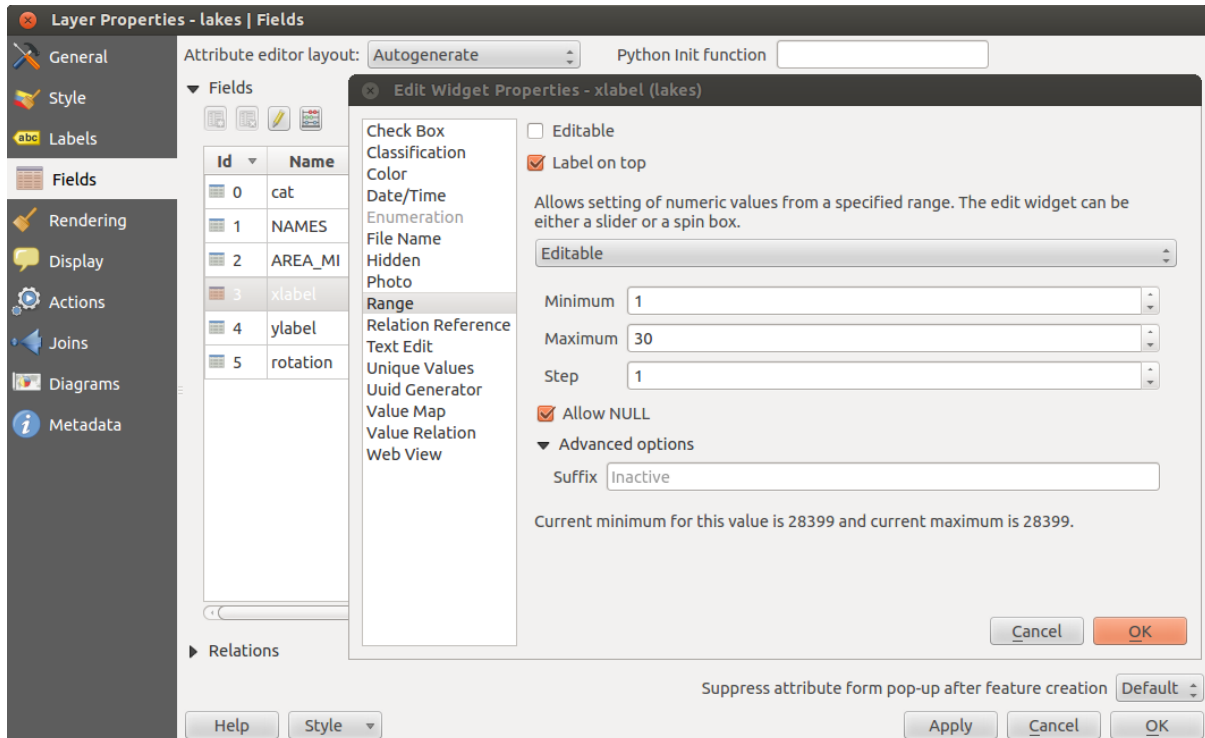 Layer Properties - lakes | Fields
General
Style
abc Labels
Fields
Rendering
Display
Actions
Joins
Diagrams
Metadata
Attribute editor layout: Autogenerate Python Init function
Fields
Id Name
0 cat
1 NAMES
2 AREA_MI
3 xlabel
4 ylabel
5 rotation
Relations
Edit Widget Properties - xlabel (lakes)
Check Box
Classification
Color
Date/Time
Enumeration
File Name
Hidden
Photo
Range
Relation Reference
Text Edit
Unique Values
Uuid Generator
Value Map
Value Relation
Web View
Editable
Label on top
Allows setting of numeric values from a specified range. The edit widget can be
either a slider or a spin box.
Editable
Minimum 1
Maximum 30
Step 1
Allow NULL
Advanced options
Suffix Inactive
Current minimum for this value is 28399 and current maximum is 28399.
Cancel OK
Suppress attribute form pop-up after feature creation Default
Help Style Apply Cancel OK